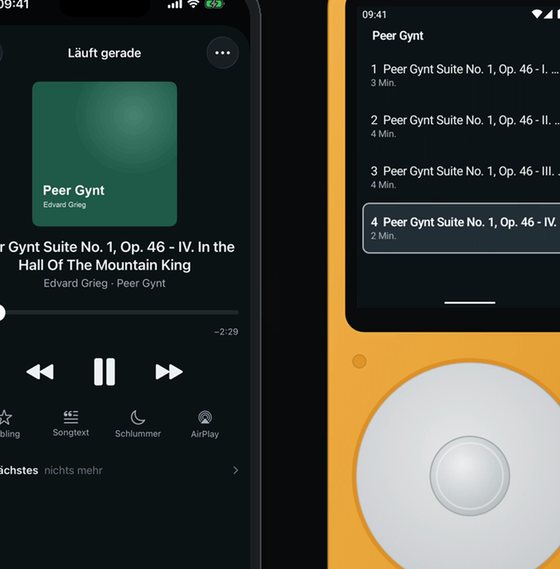 09:41
Läuft gerade
Peer Gynt
Edvard Grieg
Gynt Suite No. 1, Op. 46 - IV. In the
Hall Of The Mountain King
Edvard Grieg · Peer Gynt
−2:29
Songtext
Schlummer
AirPlay
nichts mehr
09:41
Peer Gynt
1 Peer Gynt Suite No. 1, Op. 46 - I. ...
3 Min.
2 Peer Gynt Suite No. 1, Op. 46 - II. ...
4 Min.
3 Peer Gynt Suite No. 1, Op. 46 - III. .
4 Min.
4 Peer Gynt Suite No. 1, Op. 46 - IV.
2 Min.